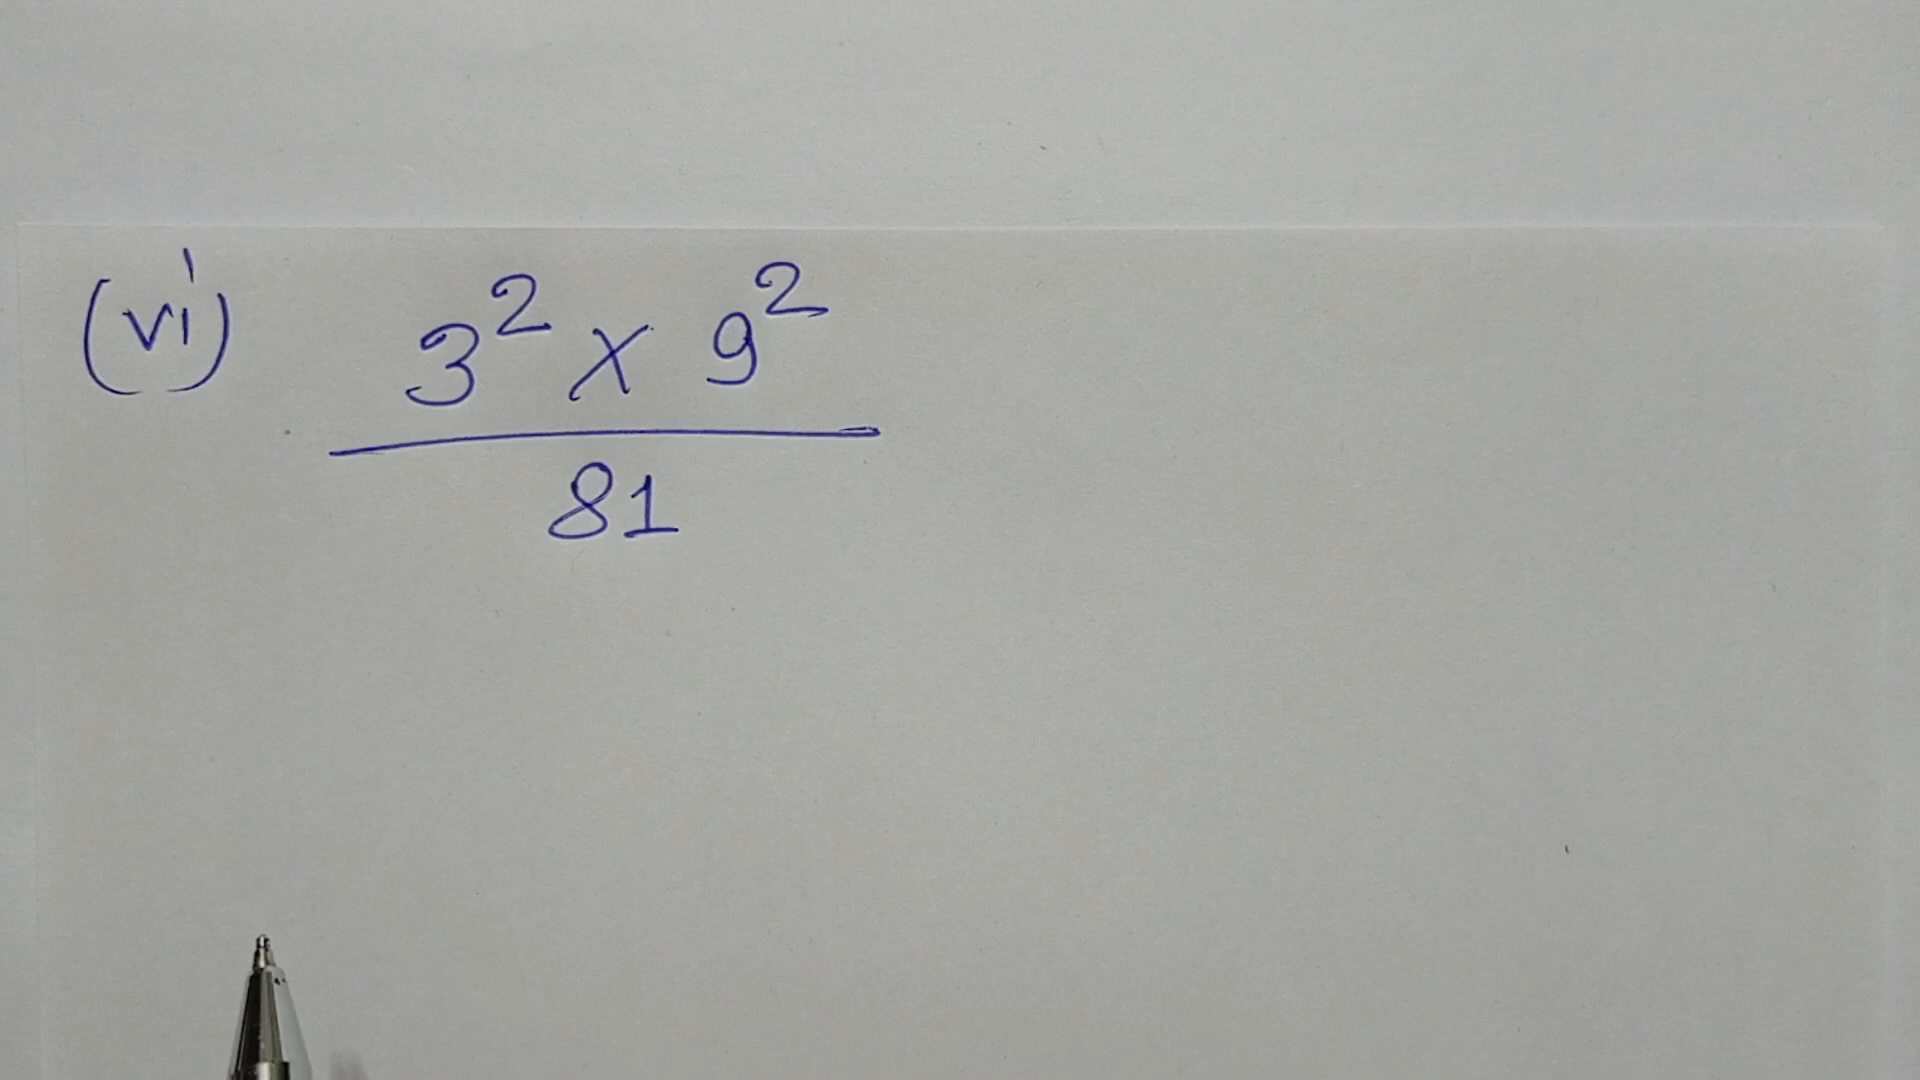 (vi) 3² × 9²
81